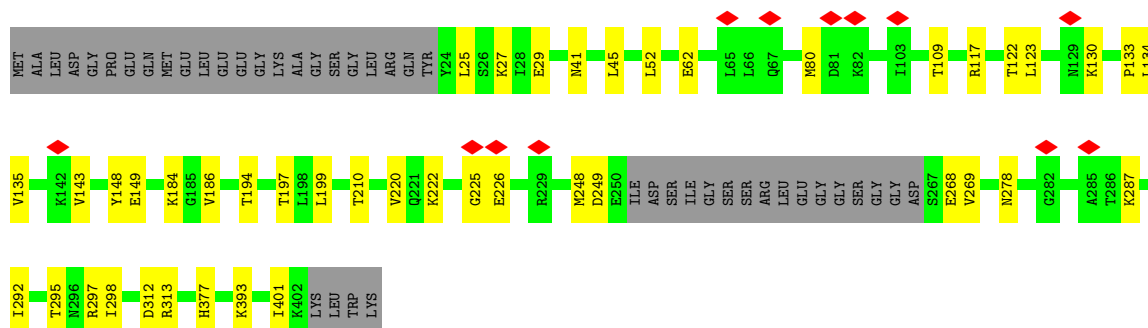 MET ALA LEU ASP GLY PRO GLU GLN MET GLU LEU GLU GLU GLY LYS ALA GLY SER GLY LEU ARG GLN TYR Y24 L25 S26 K27 I28 E29 N41 L45 L52 E62 L65 L66 Q67 M80 D81 K82 I103 T109 R117 T122 L123 N129 K130 P133
V135 K142 V143 Y148 E149 K184 G185 V186 T194 T197 L198 L199 T210 V220 Q221 K222 G225 E226 R229 M248 D249 E250 ILE ASP SER ILE GLY SER SER ARG LEU GLU GLY GLY SER GLY GLY ASP S267 E268 V269 N278 G282 A285 T286 K287
I292 T295 N296 R297 I298 D312 R313 H377 K393 I401 K402 LYS LEU TRP LYS